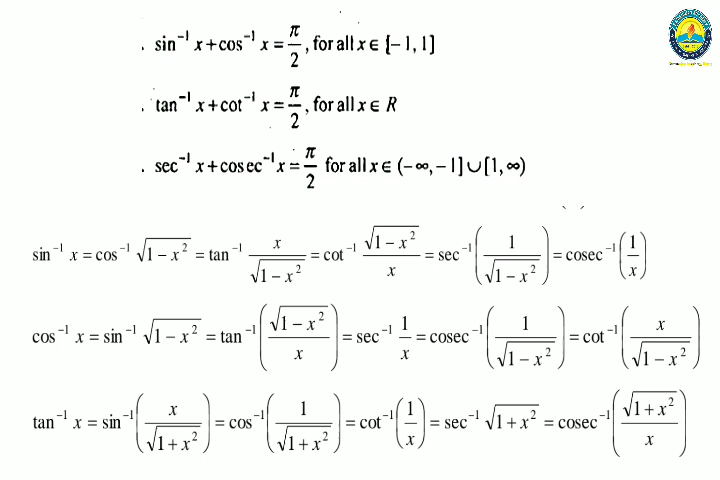 . sin⁻¹ x + cos⁻¹ x = π/2, for all x ∈ [– 1, 1]
. tan⁻¹ x + cot⁻¹ x = π/2, for all x ∈ R
. sec⁻¹ x + cosec⁻¹ x = π/2 for all x ∈ (– ∞, – 1] ∪ [1, ∞)
sin⁻¹ x = cos⁻¹ √(1 – x²) = tan⁻¹ x/√(1 – x²) = cot⁻¹ √(1 – x²)/x = sec⁻¹ (1/√(1 – x²)) = cosec⁻¹ (1/x)
cos⁻¹ x = sin⁻¹ √(1 – x²) = tan⁻¹ (√(1 – x²)/x) = sec⁻¹ 1/x = cosec⁻¹ (1/√(1 – x²)) = cot⁻¹ (x/√(1 – x²))
tan⁻¹ x = sin⁻¹ (x/√(1 + x²)) = cos⁻¹ (1/√(1 + x²)) = cot⁻¹ (1/x) = sec⁻¹ √(1 + x²) = cosec⁻¹ (√(1 + x²)/x)